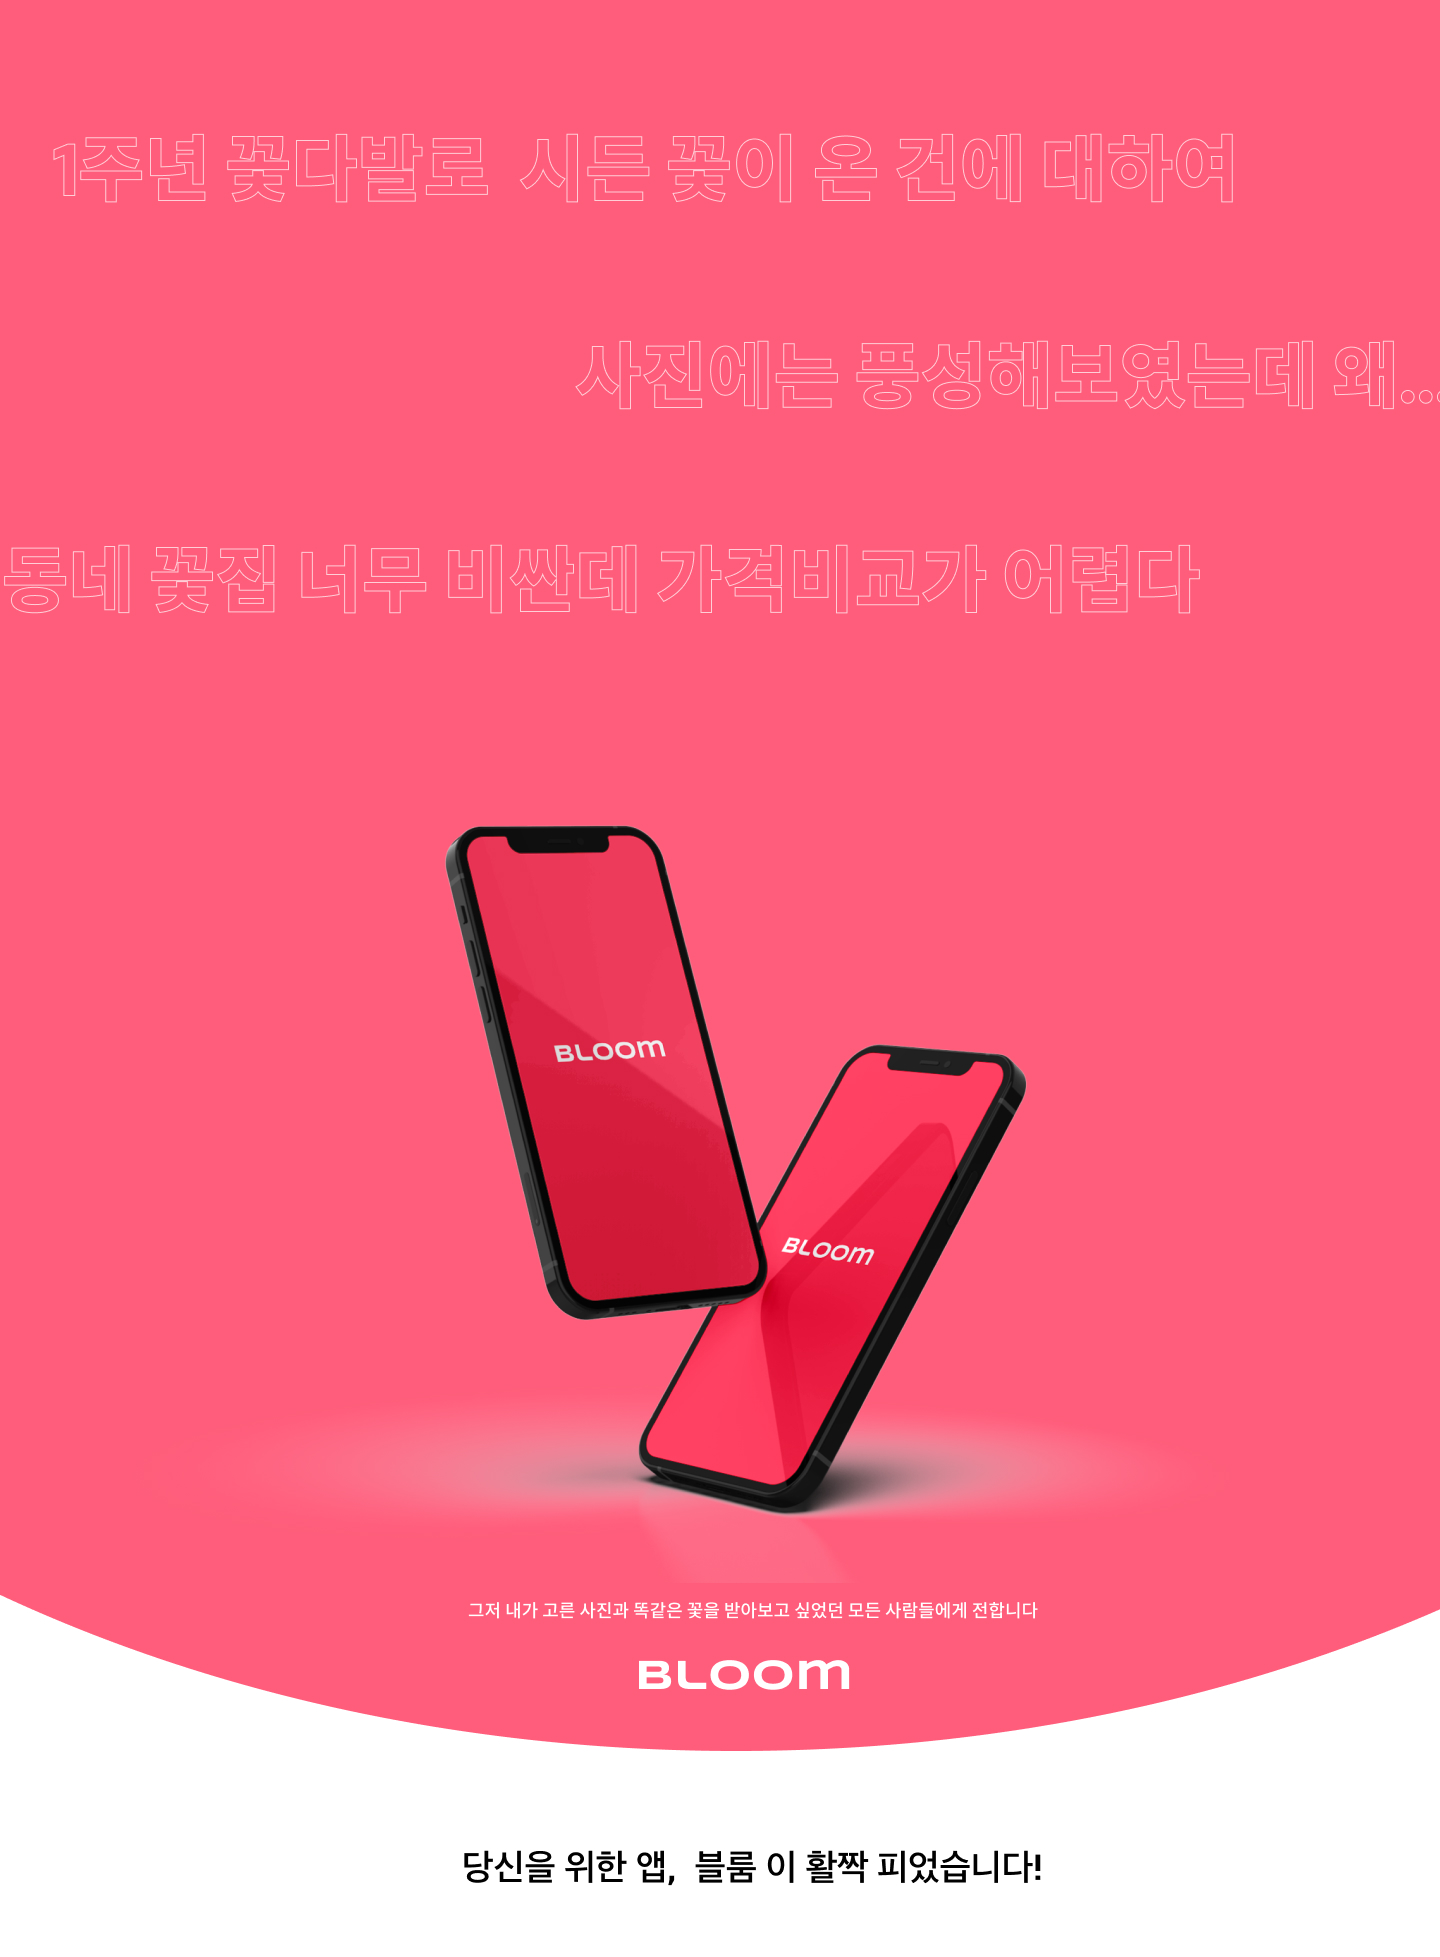 1주년 꽃다발로 시든 꽃이 온 건에 대하여
사진에는 풍성해보였는데 왜...
동네 꽃집 너무 비싼데 가격비교가 어렵다
BLOOM
BLOOM
그저 내가 고른 사진과 똑같은 꽃을 받아보고 싶었던 모든 사람들에게 전합니다
BLOOM
당신을 위한 앱, 블룸 이 활짝 피었습니다!